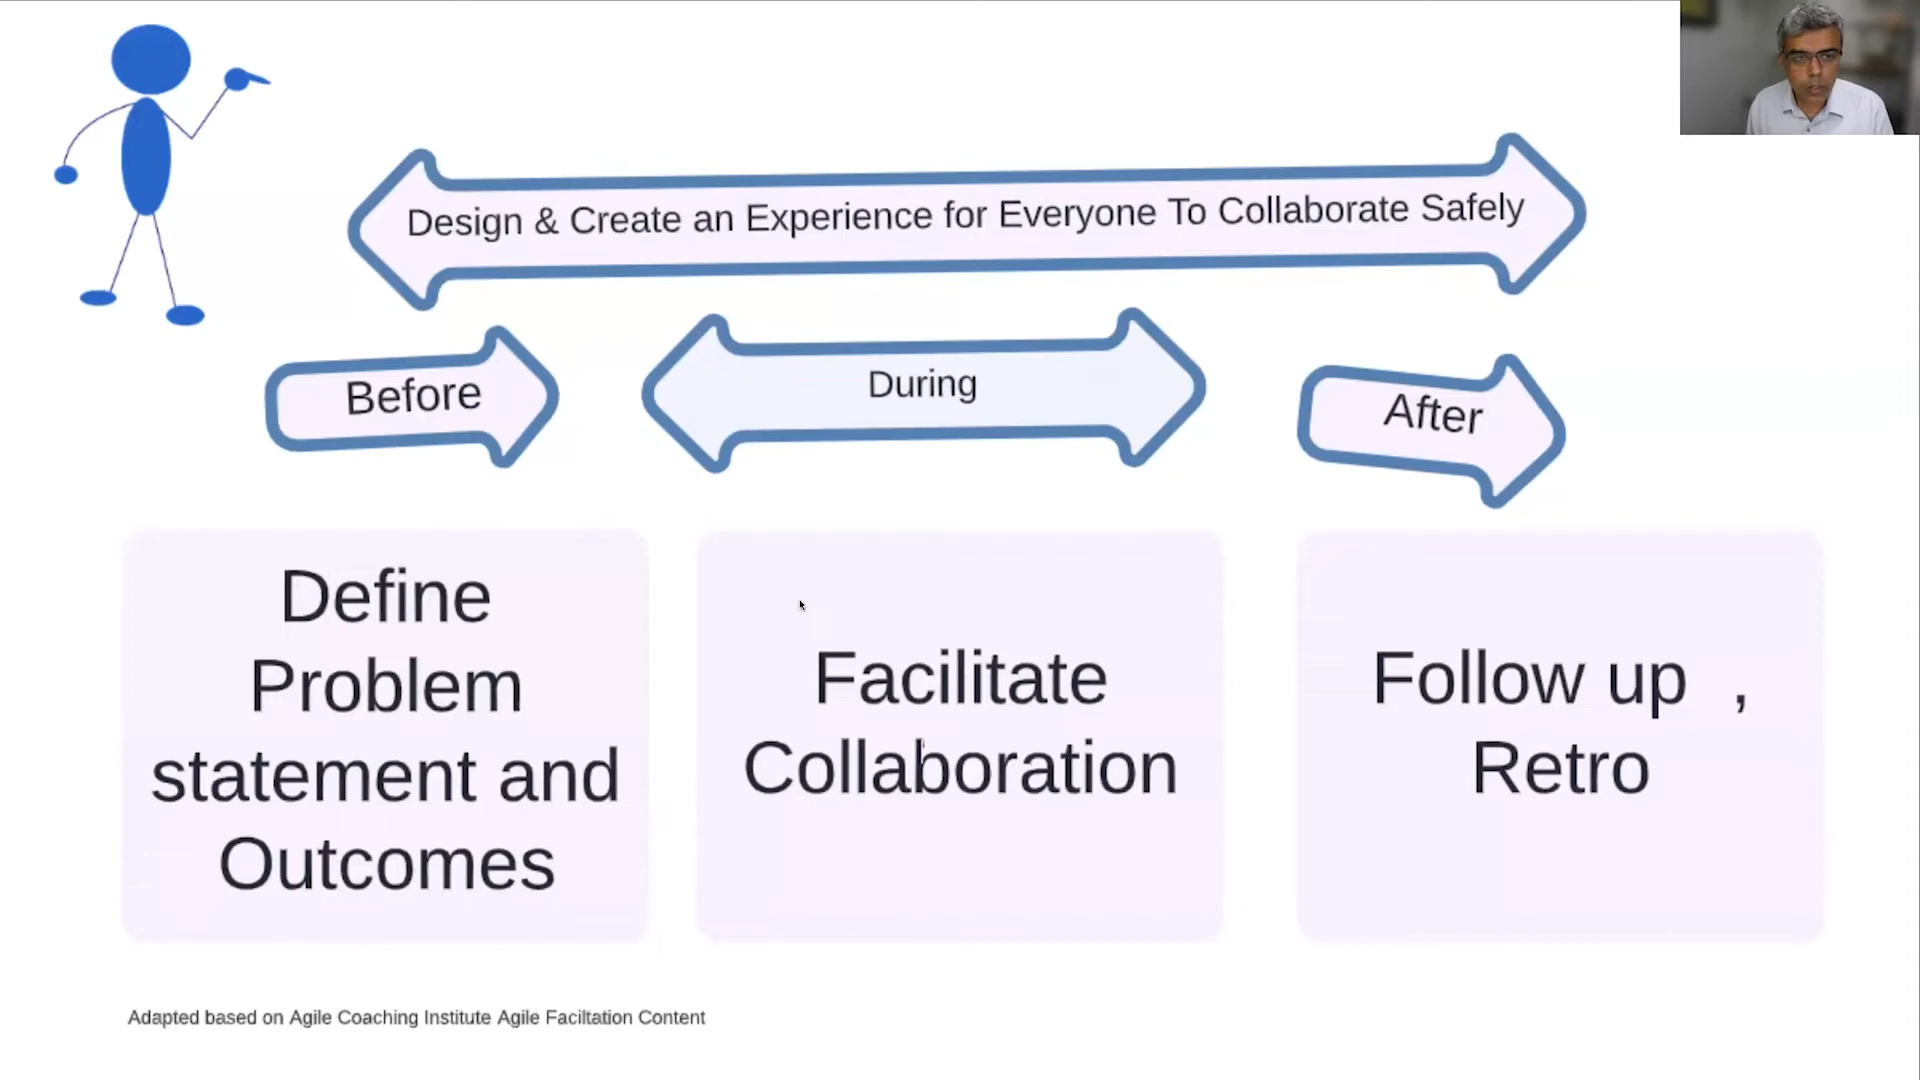 Design & Create an Experience for Everyone To Collaborate Safely
Before
During
After
Define
Problem
statement and
Outcomes
Facilitate
Collaboration
Follow up ,
Retro
Adapted based on Agile Coaching Institute Agile Faciltation Content